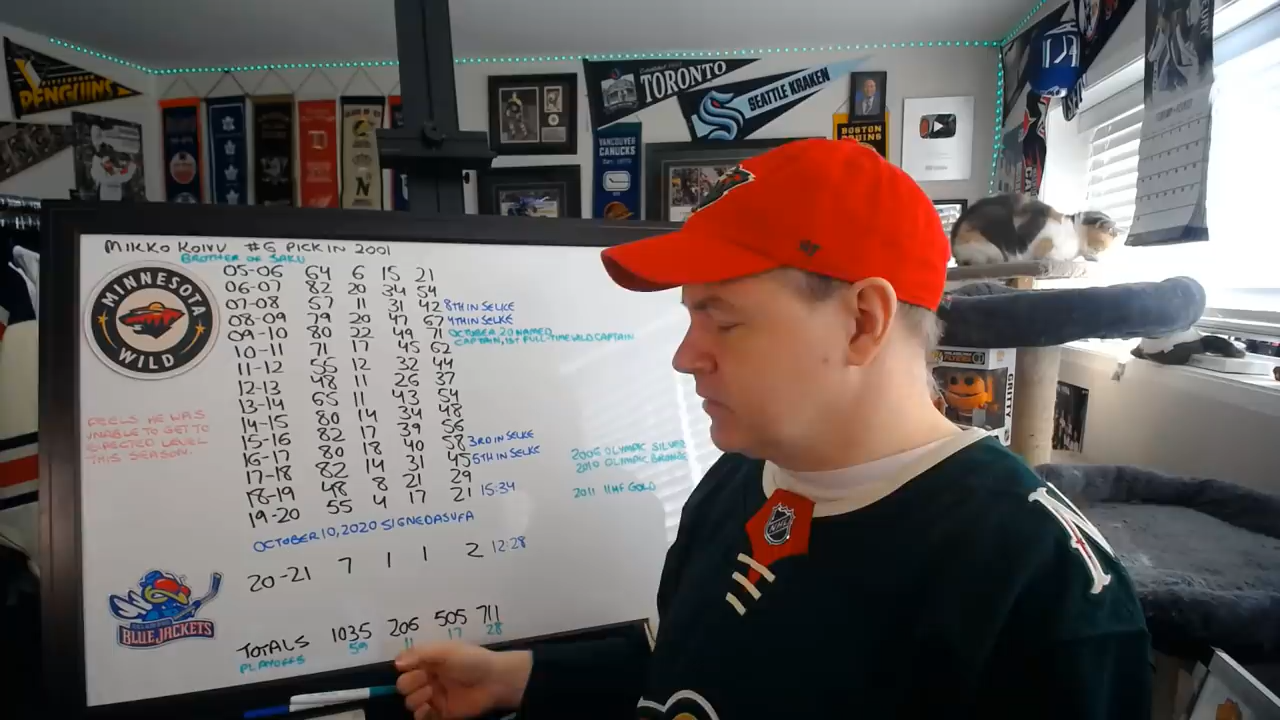 PENGUINS
TORONTO
SEATTLE KRAKEN
VANCOUVER
CANUCKS
BOSTON
BRUINS
MIKKO KOIVU #6 PICK IN 2001
BROTHER OF SAKU
MINNESOTA
WILD
05-06 64 6 15 21
06-07 82 20 34 54
07-08 57 11 31 42 8TH IN SELKE
08-09 79 20 47 67 4TH IN SELKE
09-10 80 22 49 71 OCTOBER 20 NAMED
CAPTAIN, 1ST FULL-TIME WILD CAPTAIN
10-11 71 17 45 62
11-12 55 12 32 44
12-13 48 11 26 37
13-14 65 11 43 54
14-15 80 14 34 48
15-16 82 17 39 56
16-17 80 18 40 58 3RD IN SELKE
17-18 82 14 31 45 5TH IN SELKE
18-19 48 8 21 29
19-20 55 4 17 21 15:34
FEELS HE WAS
UNABLE TO GET TO
EXPECTED LEVEL
THIS SEASON.
2006 OLYMPIC SILVER
2010 OLYMPIC BRONZE
2011 IIHF GOLD
OCTOBER 10, 2020 SIGNED AS UFA
20-21 7 1 1 2 12:28
BLUE JACKETS
TOTALS 1035 206 505 711
PLAYOFFS 59 11 17 28
NHL
GRITTY